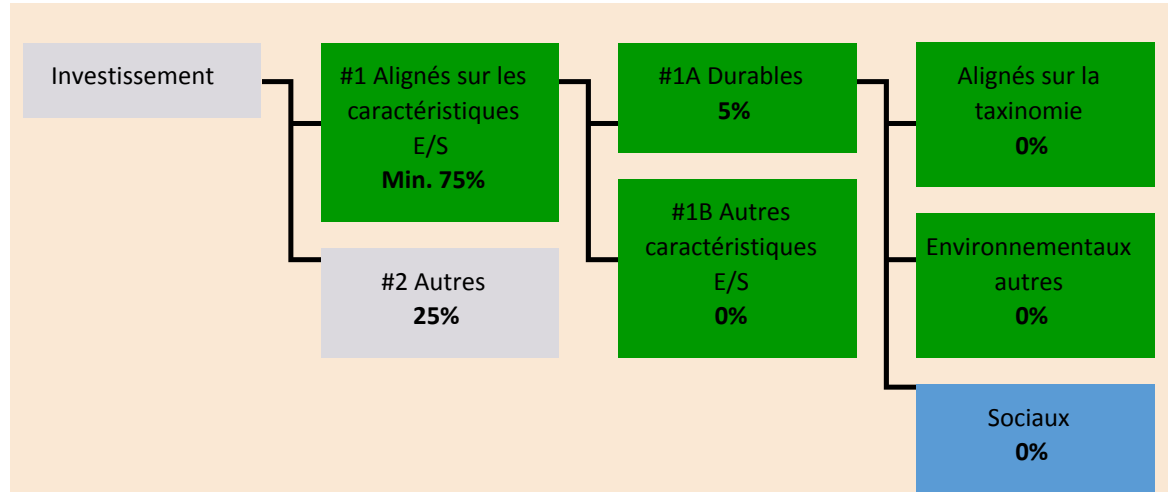 Investissement
#1 Alignés sur les
caractéristiques
E/S
Min. 75%
#2 Autres
25%
#1A Durables
5%
#1B Autres
caractéristiques
E/S
0%
Alignés sur la
taxinomie
0%
Environnementaux
autres
0%
Sociaux
0%